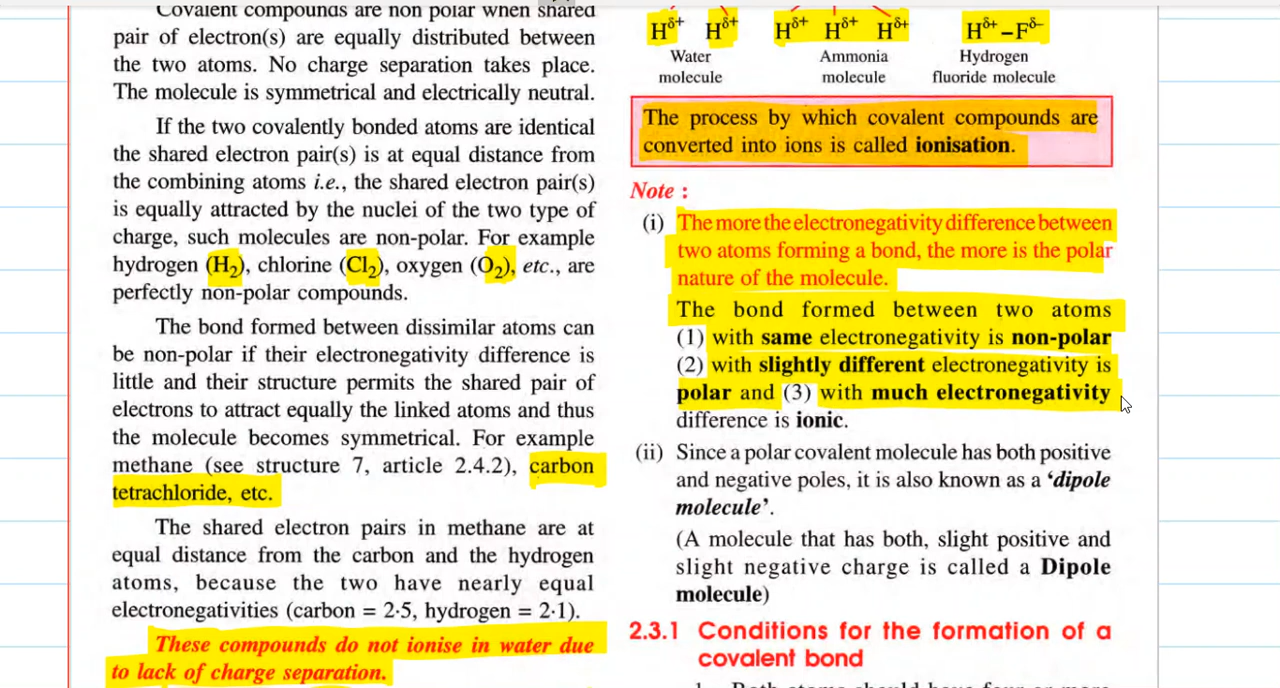 Covalent compounds are non polar when shared
pair of electron(s) are equally distributed between
the two atoms. No charge separation takes place.
The molecule is symmetrical and electrically neutral.
If the two covalently bonded atoms are identical
the shared electron pair(s) is at equal distance from
the combining atoms i.e., the shared electron pair(s)
is equally attracted by the nuclei of the two type of
charge, such molecules are non-polar. For example
hydrogen (H₂), chlorine (Cl₂), oxygen (O₂), etc., are
perfectly non-polar compounds.
The bond formed between dissimilar atoms can
be non-polar if their electronegativity difference is
little and their structure permits the shared pair of
electrons to attract equally the linked atoms and thus
the molecule becomes symmetrical. For example
methane (see structure 7, article 2.4.2), carbon
tetrachloride, etc.
The shared electron pairs in methane are at
equal distance from the carbon and the hydrogen
atoms, because the two have nearly equal
electronegativities (carbon = 2·5, hydrogen = 2·1).
These compounds do not ionise in water due
to lack of charge separation.
Hδ+ Hδ+ Hδ+ Hδ+ Hδ+ Hδ+ – Fδ–
Water Ammonia Hydrogen
molecule molecule fluoride molecule
The process by which covalent compounds are
converted into ions is called ionisation.
Note :
(i) The more the electronegativity difference between
two atoms forming a bond, the more is the polar
nature of the molecule.
The bond formed between two atoms
(1) with same electronegativity is non-polar
(2) with slightly different electronegativity is
polar and (3) with much electronegativity
difference is ionic.
(ii) Since a polar covalent molecule has both positive
and negative poles, it is also known as a ‘dipole
molecule’.
(A molecule that has both, slight positive and
slight negative charge is called a Dipole
molecule)
2.3.1 Conditions for the formation of a
covalent bond